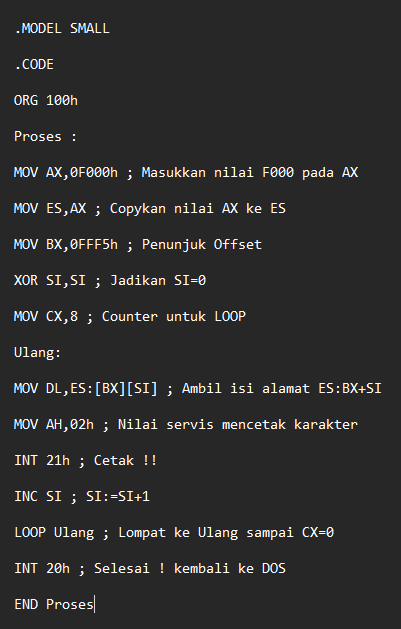 .MODEL SMALL
.CODE
ORG 100h
Proses :
MOV AX,0F000h ; Masukkan nilai F000 pada AX
MOV ES,AX ; Copykan nilai AX ke ES
MOV BX,0FFF5h ; Penunjuk Offset
XOR SI,SI ; Jadikan SI=0
MOV CX,8 ; Counter untuk LOOP
Ulang:
MOV DL,ES:[BX][SI] ; Ambil isi alamat ES:BX+SI
MOV AH,02h ; Nilai servis mencetak karakter
INT 21h ; Cetak !!
INC SI ; SI:=SI+1
LOOP Ulang ; Lompat ke Ulang sampai CX=0
INT 20h ; Selesai ! kembali ke DOS
END Proses